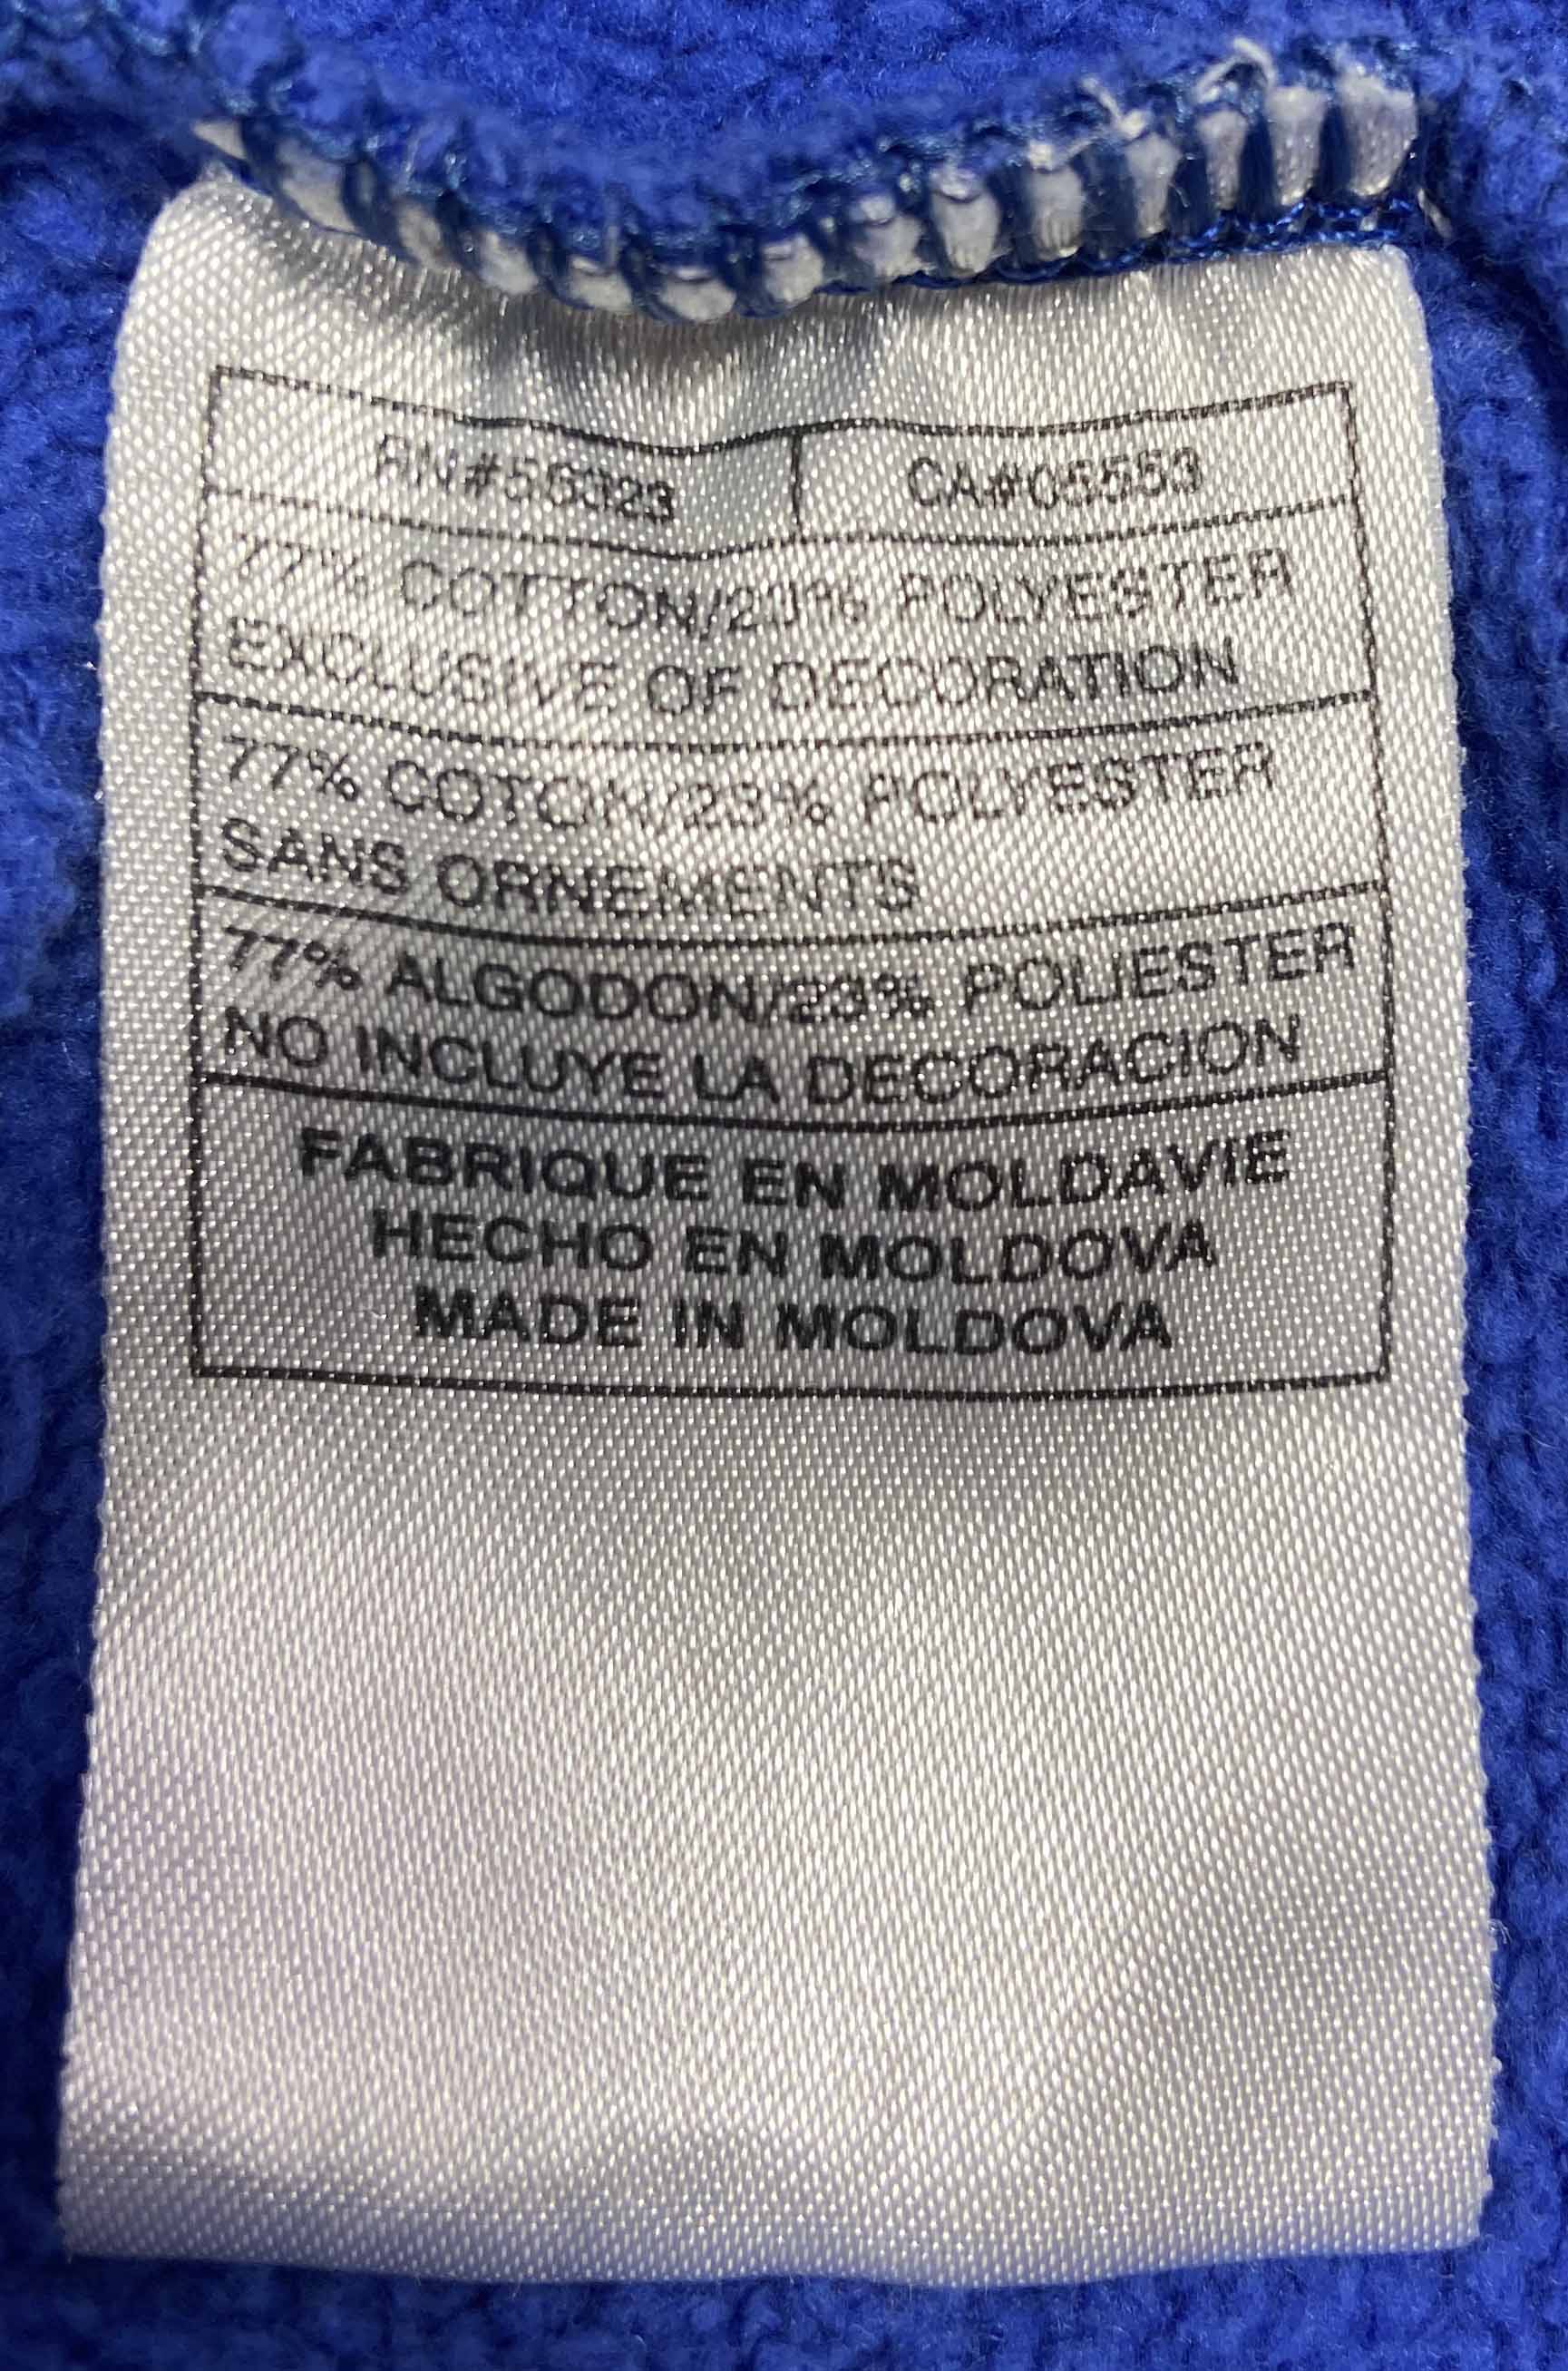 RN#55323 CA#05553
77% COTTON/23% POLYESTER
EXCLUSIVE OF DECORATION
77% COTON/23% POLYESTER
SANS ORNEMENTS
77% ALGODON/23% POLIESTER
NO INCLUYE LA DECORACION
FABRIQUE EN MOLDAVIE
HECHO EN MOLDOVA
MADE IN MOLDOVA